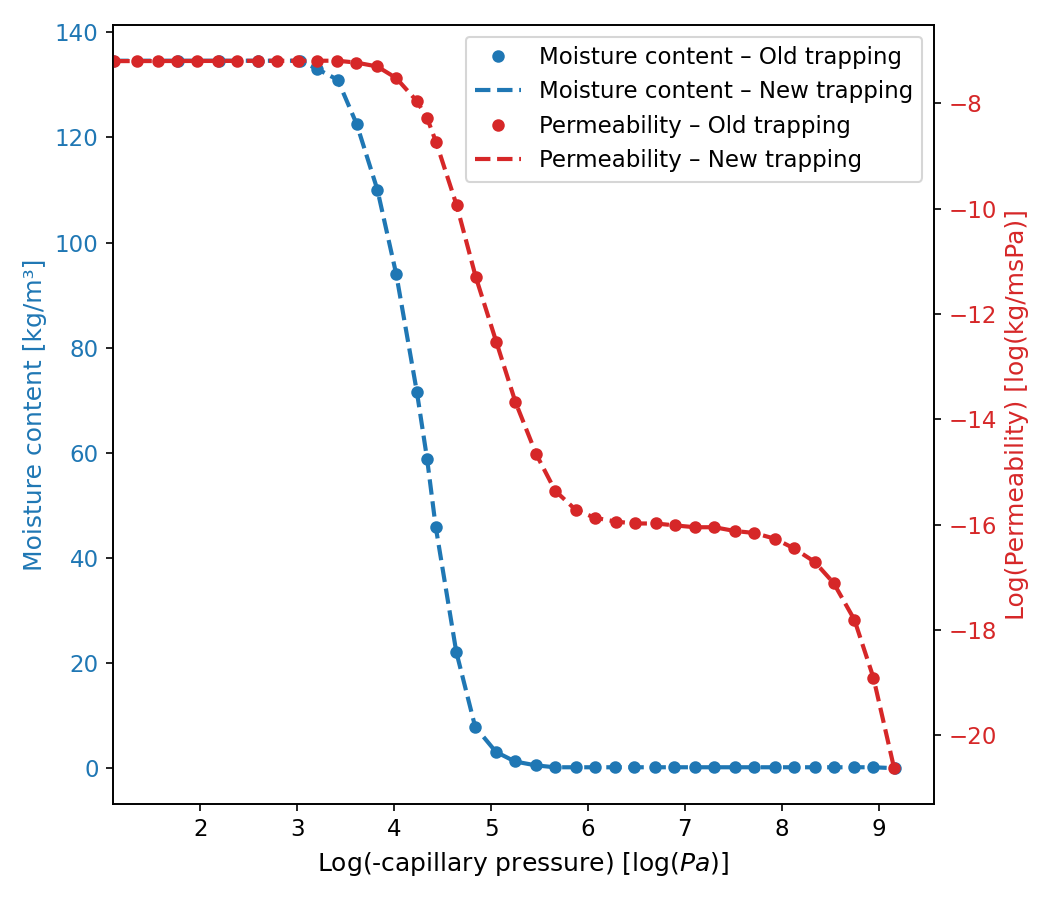 Moisture content – Old trapping
Moisture content – New trapping
Permeability – Old trapping
Permeability – New trapping
140
120
100
80
60
40
20
0
Moisture content [kg/m³]
−8
−10
−12
−14
−16
−18
−20
Log(Permeability) [log(kg/msPa)]
2 3 4 5 6 7 8 9
Log(-capillary pressure) [log(Pa)]